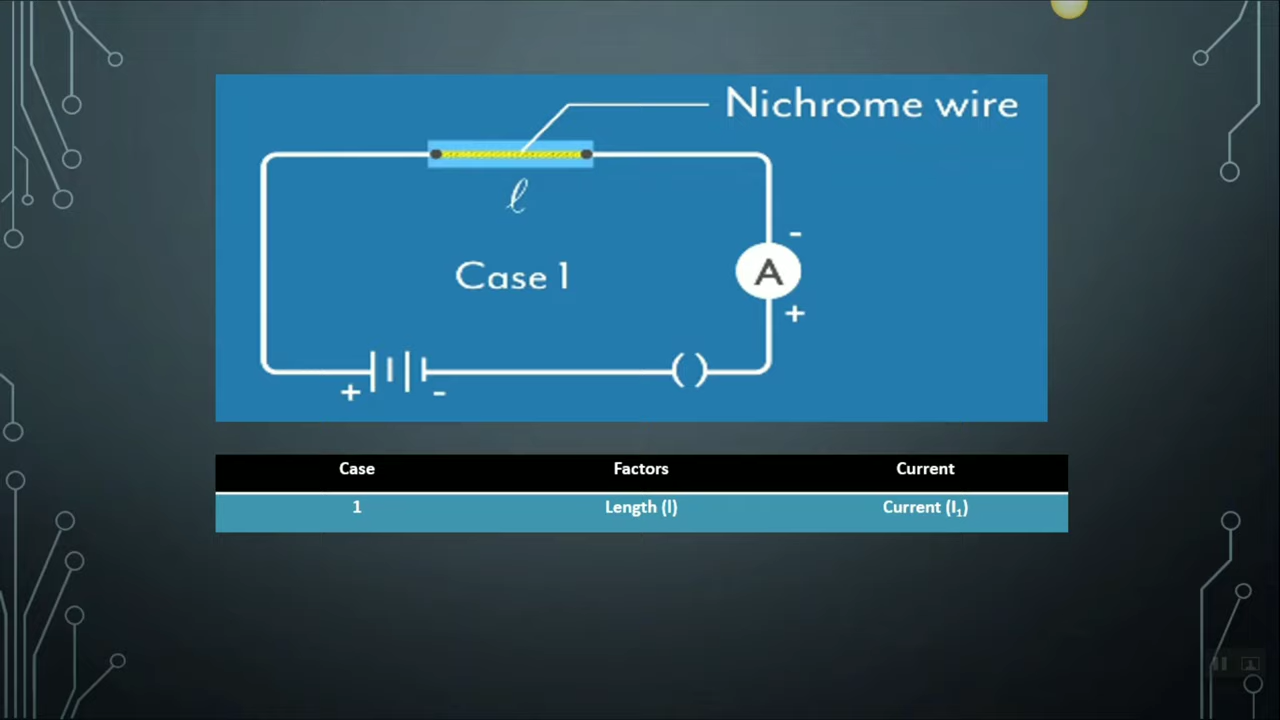 Nichrome wire
ℓ
-
Case 1
A
+
+ -
Case Factors Current
1 Length (l) Current (I₁)